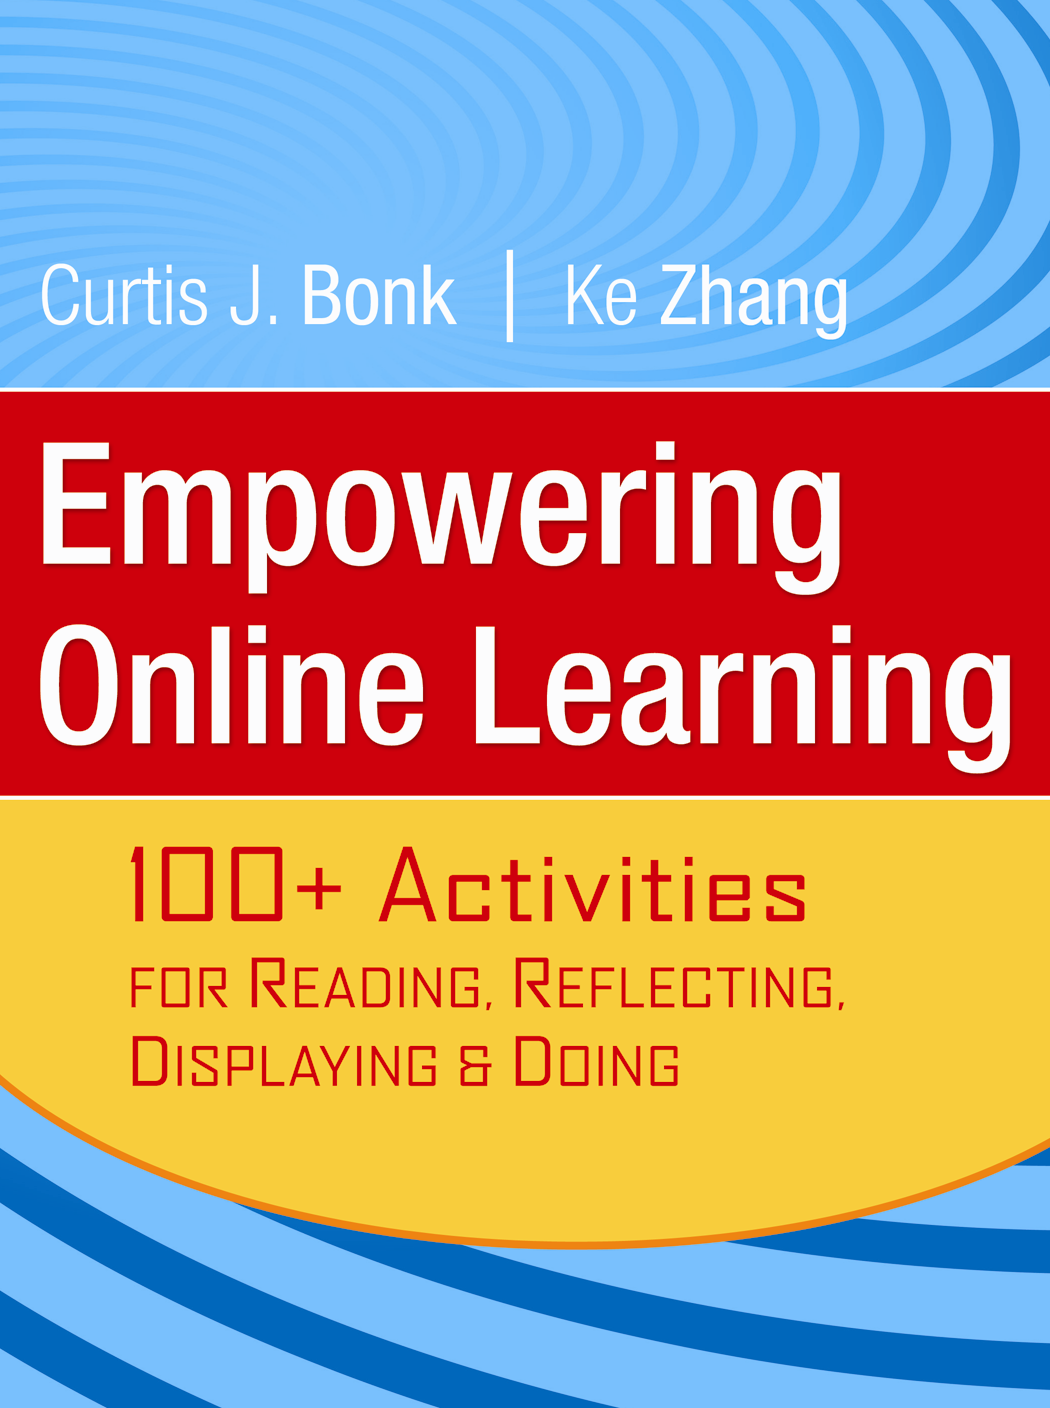 Curtis J. Bonk | Ke Zhang
Empowering
Online Learning
100+ Activities
FOR READING, REFLECTING,
DISPLAYING & DOING